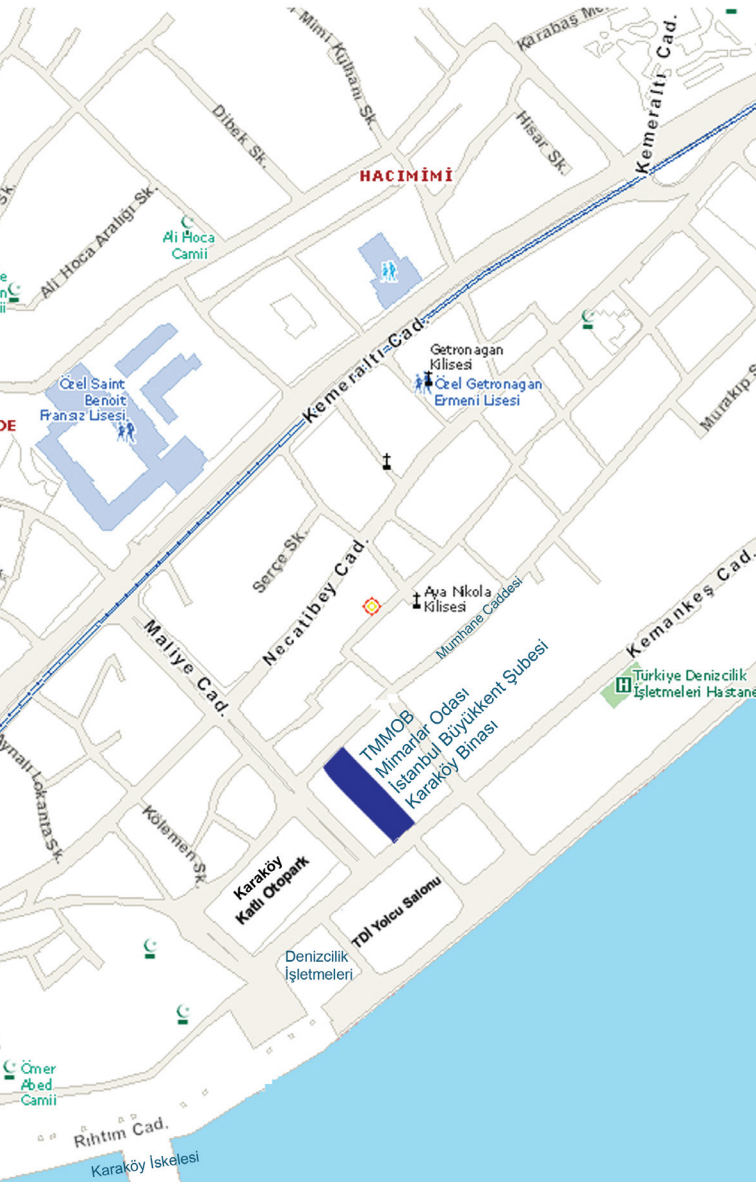 Mimi Külhanı Sk.
Karabaş
Kemeraltı Cad.
Dibek Sk.
Hisar Sk.
HACIMİMİ
Sk.
Ali Hoca Aralığı Sk.
Ali Hoca
Camii
Kemeraltı Cad.
Getronagan
Kilisesi
Özel Getronagan
Ermeni Lisesi
Özel Saint
Benoit
Fransız Lisesi
DE
Murakıp S
Serçe Sk.
Necatibey Cad.
Aya Nikola
Kilisesi
Mumhane Caddesi
Kemankeş Cad.
Maliye Cad.
H
Türkiye Denizcilik
İşletmeleri Hastane
TMMOB
Mimarlar Odası
İstanbul Büyükkent Şubesi
Karaköy Binası
Aynalı Lokanta Sk.
Kölemen Sk.
Karaköy
Katlı Otopark
TDİ Yolcu Salonu
Denizcilik
İşletmeleri
Ömer
Abed
Camii
Rıhtım Cad.
Karaköy İskelesi